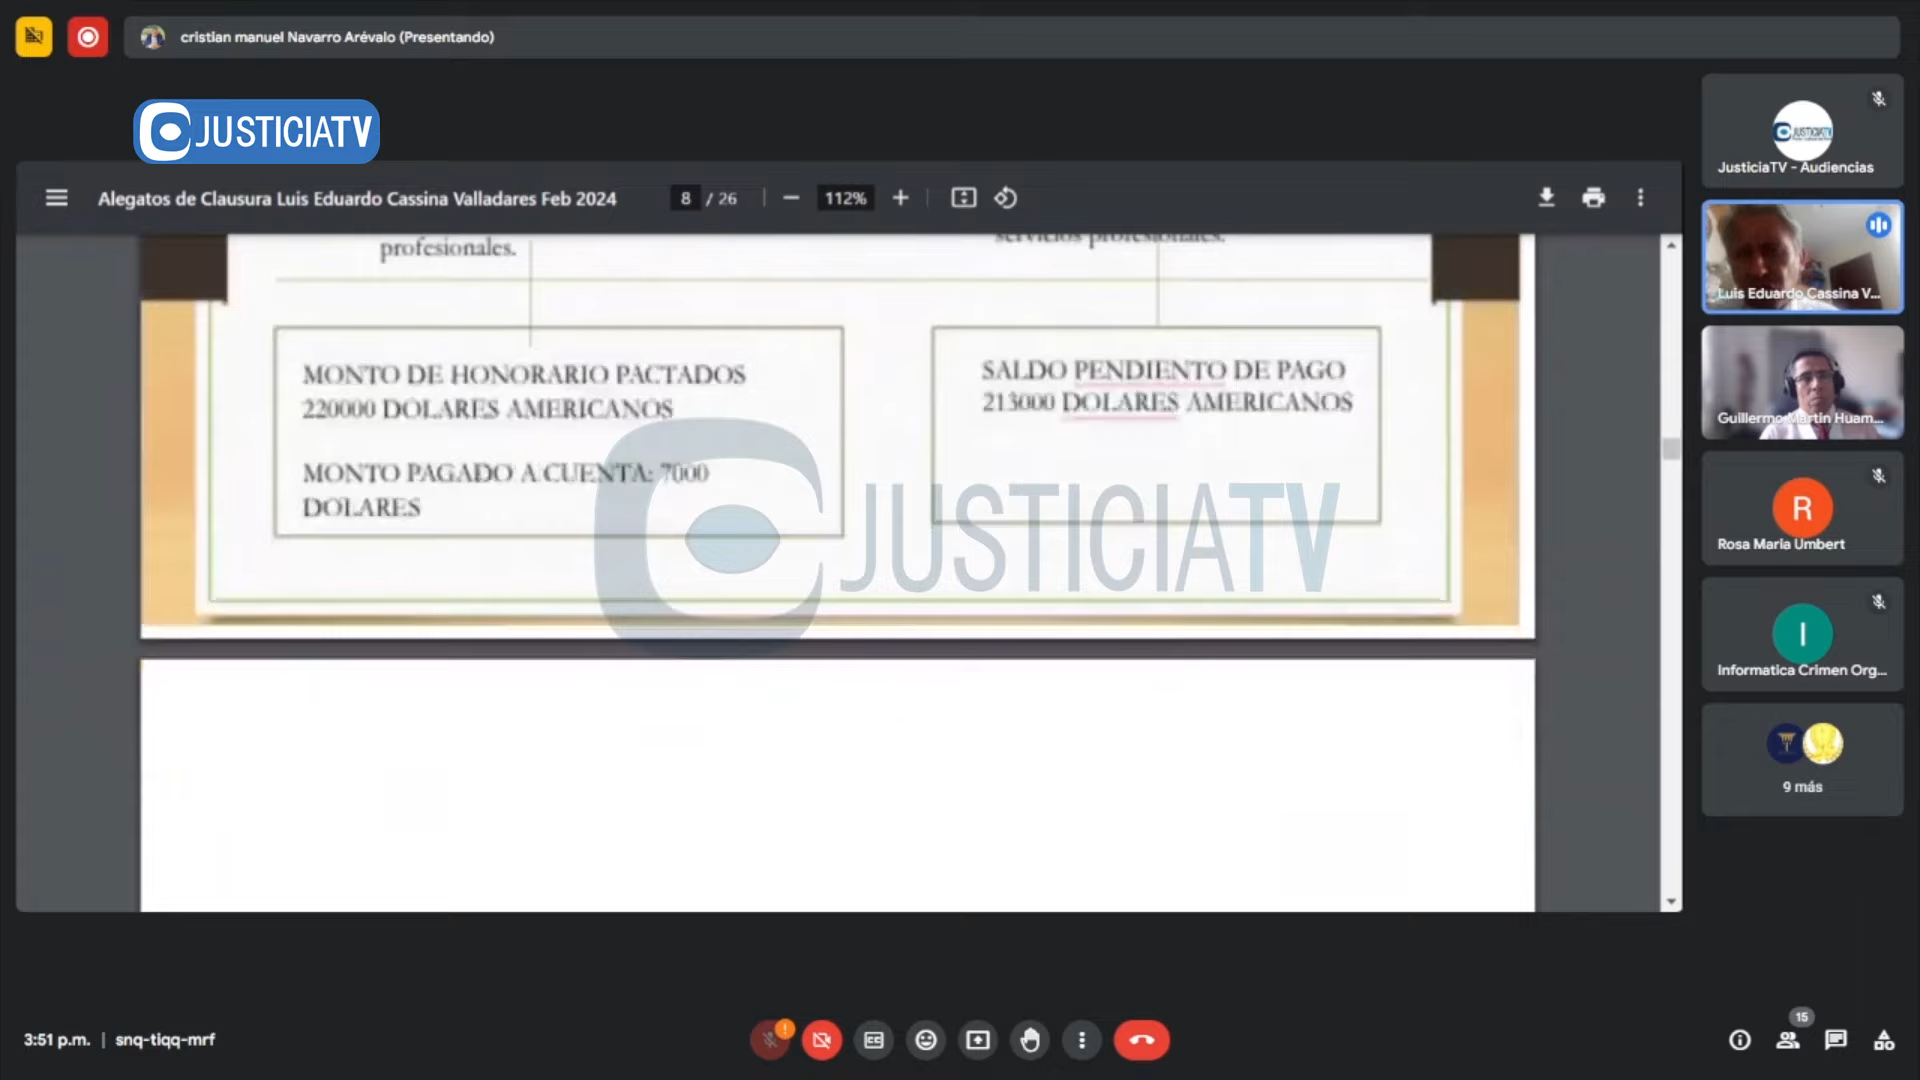 cristian manuel Navarro Arévalo (Presentando)
JUSTICIATV
Alegatos de Clausura Luis Eduardo Cassina Valladares Feb 2024
8 / 26
112%
profesionales.
servicios profesionales.
MONTO DE HONORARIO PACTADOS
220000 DOLARES AMERICANOS
MONTO PAGADO A CUENTA: 7000
DOLARES
SALDO PENDIENTO DE PAGO
213000 DOLARES AMERICANOS
JUSTICIATV
JUSTICIATV
JusticiaTV - Audiencias
Luis Eduardo Cassina V...
Guillermo Martin Huam...
R
Rosa Maria Umbert
I
Informatica Crimen Org...
9 más
3:51 p.m. | snq-tiqq-mrf
15